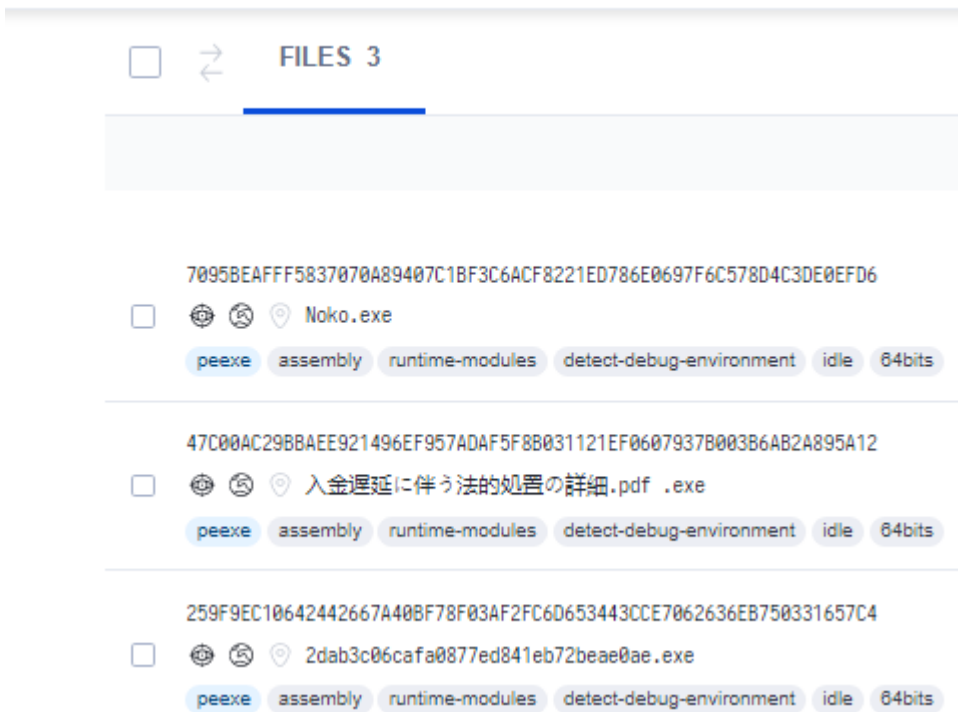 FILES 3
7095BEAFFF5837070A89407C1BF3C6ACF8221ED786E0697F6C578D4C3DE0EFD6
Noko.exe
peexe assembly runtime-modules detect-debug-environment idle 64bits
47C00AC29BBAEE921496EF957ADAF5F8B031121EF0607937B003B6AB2A895A12
入金遅延に伴う法的処置の詳細.pdf .exe
peexe assembly runtime-modules detect-debug-environment idle 64bits
259F9EC10642442667A40BF78F03AF2FC6D653443CCE7062636EB750331657C4
2dab3c06cafa0877ed841eb72beae0ae.exe
peexe assembly runtime-modules detect-debug-environment idle 64bits